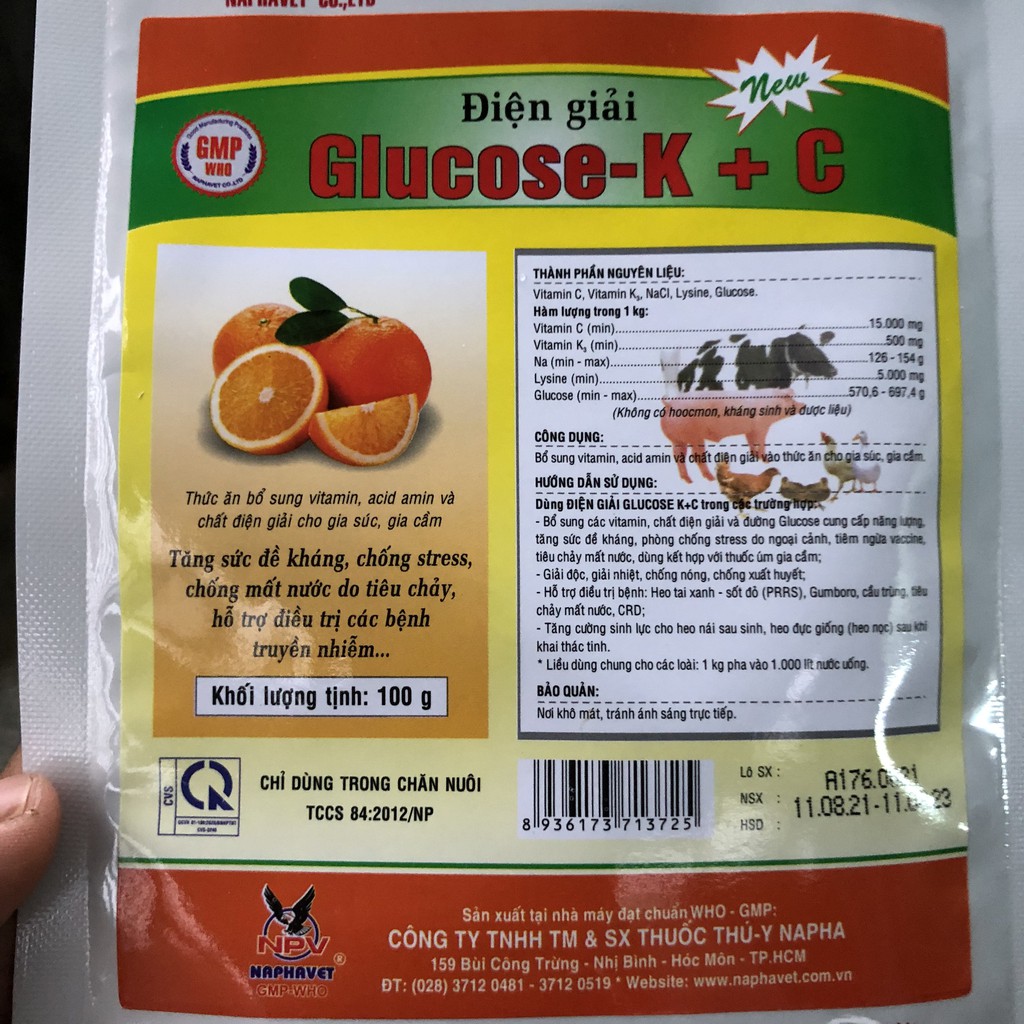 NAPHAVET CO.,LTD
New
Điện giải
Glucose-K + C
Good Manufacturing Practices
GMP
WHO
NAPHAVET CO.,LTD
Thức ăn bổ sung vitamin, acid amin và
chất điện giải cho gia súc, gia cầm
Tăng sức đề kháng, chống stress,
chống mất nước do tiêu chảy,
hỗ trợ điều trị các bệnh
truyền nhiễm...
Khối lượng tịnh: 100 g
THÀNH PHẦN NGUYÊN LIỆU:
Vitamin C, Vitamin K₃, NaCl, Lysine, Glucose.
Hàm lượng trong 1 kg:
Vitamin C (min)...15.000 mg
Vitamin K₃ (min)...500 mg
Na (min - max)...126 - 154 g
Lysine (min)...5.000 mg
Glucose (min - max)...570,6 - 697,4 g
(Không có hoocmon, kháng sinh và dược liệu)
CÔNG DỤNG:
Bổ sung vitamin, acid amin và chất điện giải vào thức ăn cho gia súc, gia cầm.
HƯỚNG DẪN SỬ DỤNG:
Dùng ĐIỆN GIẢI GLUCOSE K+C trong các trường hợp:
- Bổ sung các vitamin, chất điện giải và đường Glucose cung cấp năng lượng,
tăng sức đề kháng, phòng chống stress do ngoại cảnh, tiêm ngừa vaccine,
tiêu chảy mất nước, dùng kết hợp với thuốc úm gia cầm;
- Giải độc, giải nhiệt, chống nóng, chống xuất huyết;
- Hỗ trợ điều trị bệnh: Heo tai xanh - sốt đỏ (PRRS), Gumboro, cầu trùng, tiêu
chảy mất nước, CRD;
- Tăng cường sinh lực cho heo nái sau sinh, heo đực giống (heo nọc) sau khi
khai thác tinh.
* Liều dùng chung cho các loài: 1 kg pha vào 1.000 lít nước uống.
BẢO QUẢN:
Nơi khô mát, tránh ánh sáng trực tiếp.
CVS
CHỈ DÙNG TRONG CHĂN NUÔI
TCCS 84:2012/NP
8 936173 713725
Lô SX :
NSX :
11.08.21-
HSD :
NPV
NAPHAVET ®
GMP-WHO
Sản xuất tại nhà máy đạt chuẩn WHO - GMP:
CÔNG TY TNHH TM & SX THUỐC THÚ-Y NAPHA
159 Bùi Công Trừng - Nhị Bình - Hóc Môn - TP.HCM
ĐT: (028) 3712 0481 - 3712 0519 * Website: www.naphavet.com.vn